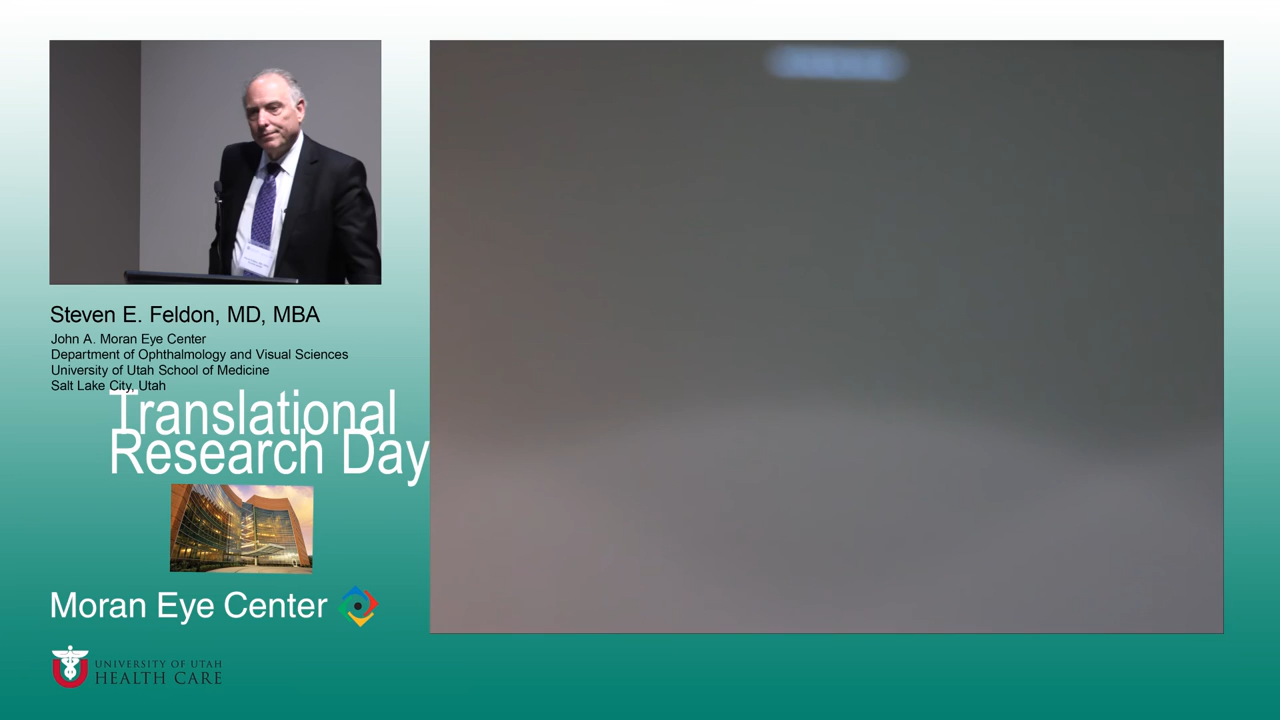 Steven E. Feldon, MD, MBA
John A. Moran Eye Center
Department of Ophthalmology and Visual Sciences
University of Utah School of Medicine
Salt Lake City, Utah
Translational
Research Day
Moran Eye Center
UNIVERSITY OF UTAH
HEALTH CARE